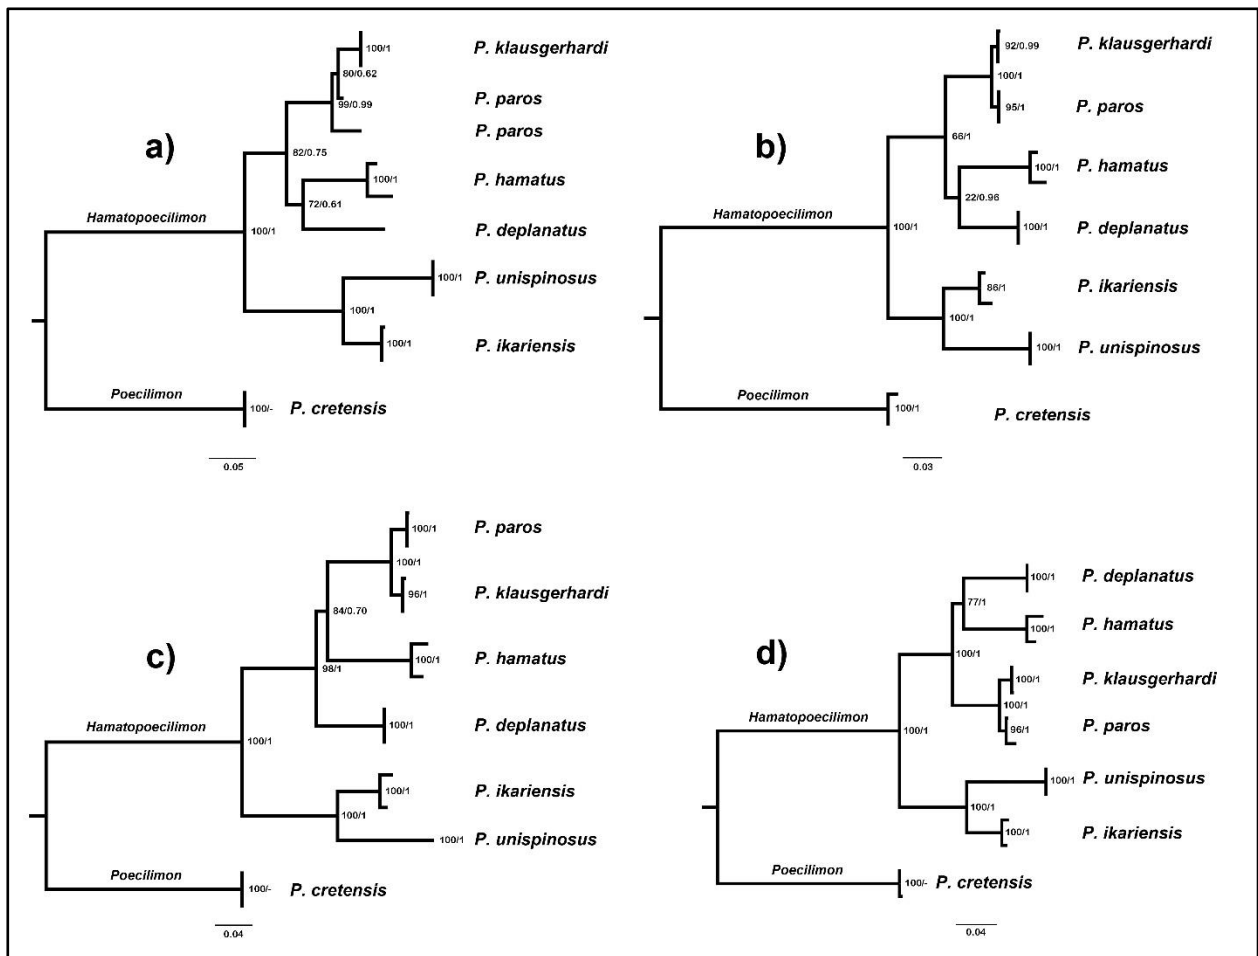 a)
100/1 P. klausgerhardi
80/0.62
99/0.99 P. paros
P. paros
82/0.75
100/1 P. hamatus
72/0.61
Hamatopoecilimon
100/1
P. deplanatus
100/1 P. unispinosus
100/1
100/1 P. ikariensis
Poecilimon
100/- P. cretensis
0.05
b)
92/0.99 P. klausgerhardi
100/1
95/1 P. paros
66/1
100/1 P. hamatus
22/0.96
Hamatopoecilimon
100/1
100/1 P. deplanatus
86/1 P. ikariensis
100/1
100/1 P. unispinosus
Poecilimon
100/1 P. cretensis
0.03
c)
100/1 P. paros
100/1
96/1 P. klausgerhardi
84/0.70
100/1 P. hamatus
98/1
100/1 P. deplanatus
Hamatopoecilimon
100/1
100/1 P. ikariensis
100/1
100/1 P. unispinosus
Poecilimon
100/- P. cretensis
0.04
d)
100/1 P. deplanatus
77/1
100/1 P. hamatus
100/1
100/1 P. klausgerhardi
100/1
96/1 P. paros
Hamatopoecilimon
100/1
100/1 P. unispinosus
100/1
100/1 P. ikariensis
Poecilimon
100/- P. cretensis
0.04